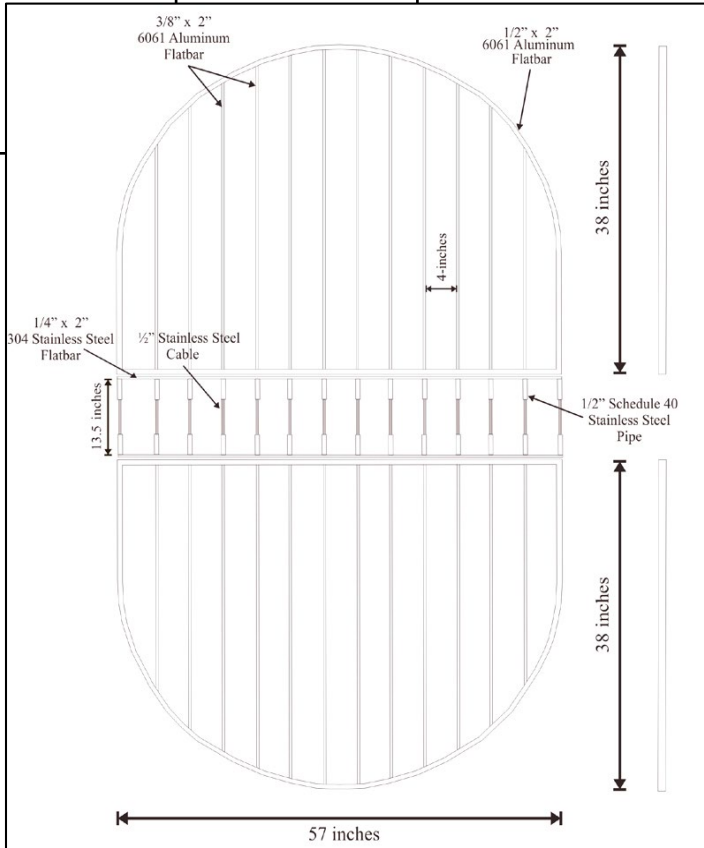 3/8” x 2”
6061 Aluminum
Flatbar
1/2” x 2”
6061 Aluminum
Flatbar
38 inches
4-inches
1/4” x 2”
304 Stainless Steel
Flatbar
½” Stainless Steel
Cable
13.5 inches
1/2” Schedule 40
Stainless Steel
Pipe
38 inches
57 inches